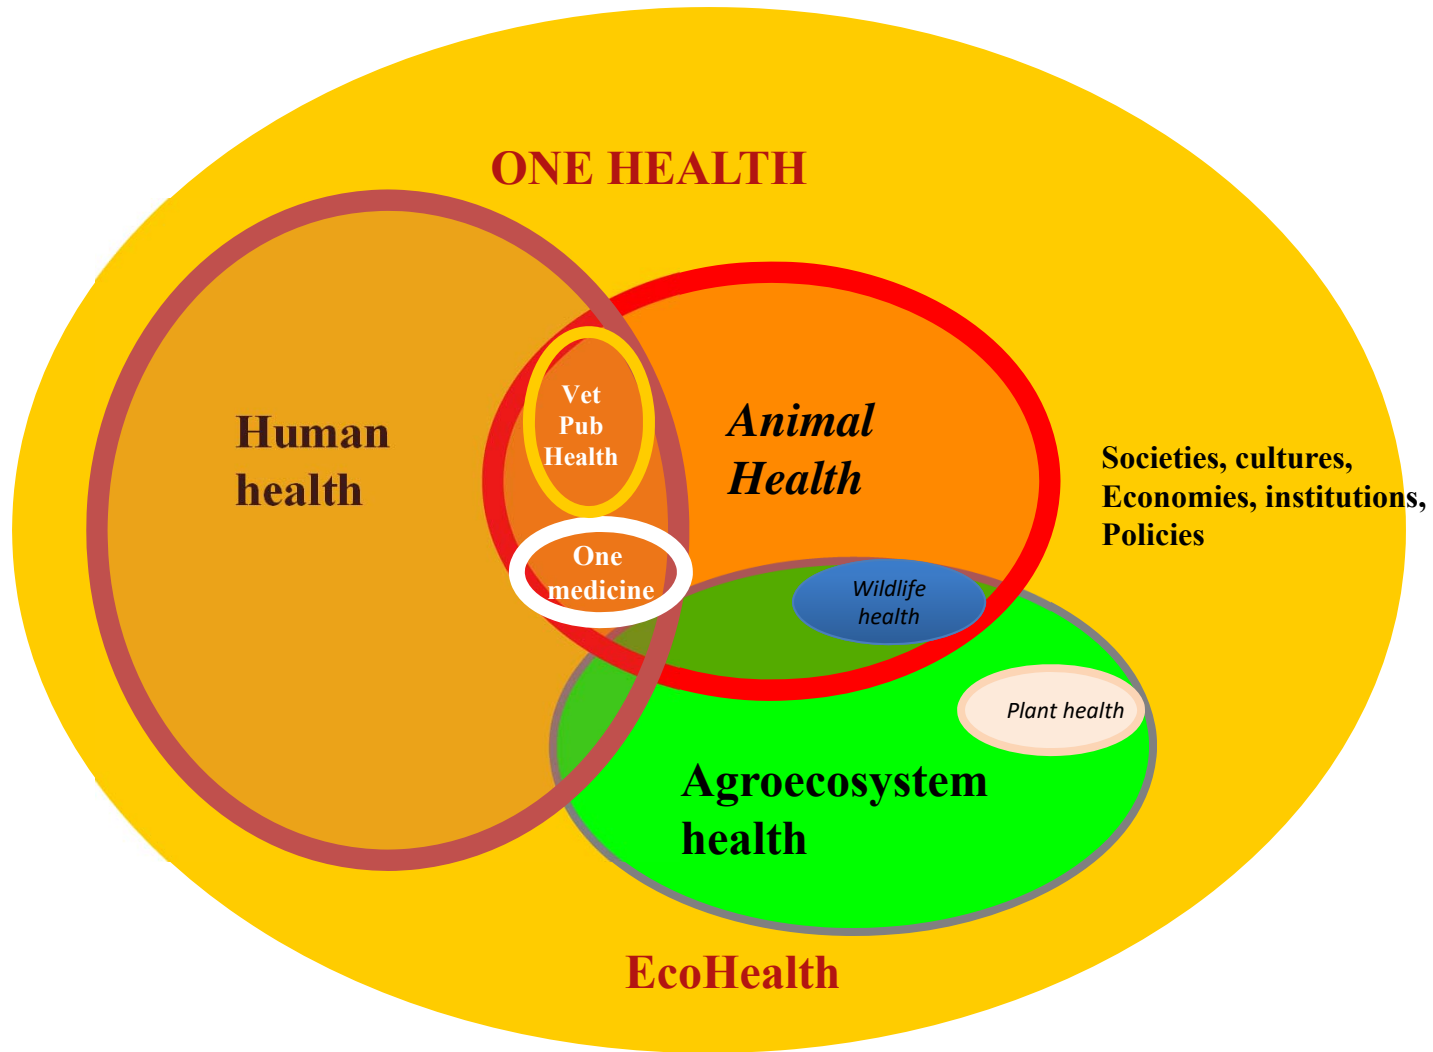 ONE HEALTH
Human
health
Vet
Pub
Health
One
medicine
Animal
Health
Societies, cultures,
Economies, institutions,
Policies
Wildlife
health
Plant health
Agroecosystem
health
EcoHealth